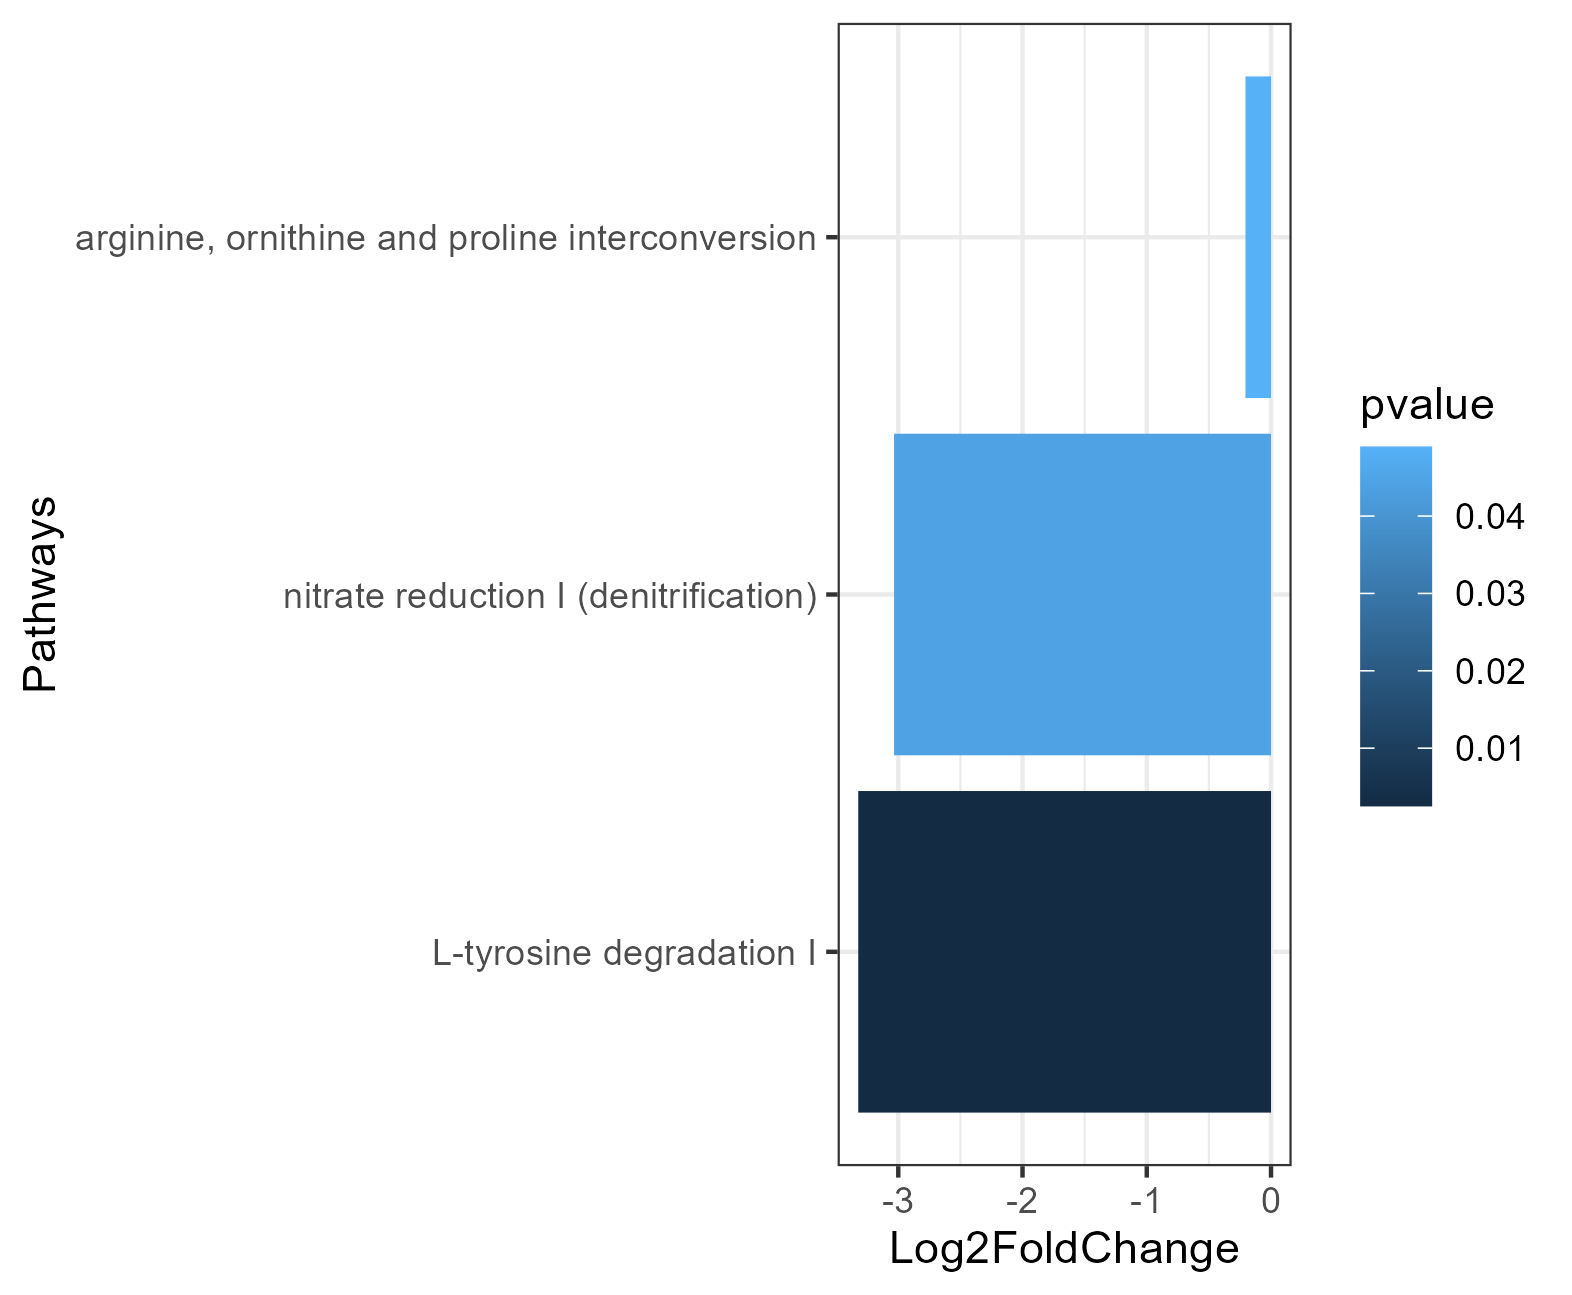 Pathways
arginine, ornithine and proline interconversion
nitrate reduction I (denitrification)
L-tyrosine degradation I
-3 -2 -1 0
Log2FoldChange
pvalue
0.04
0.03
0.02
0.01